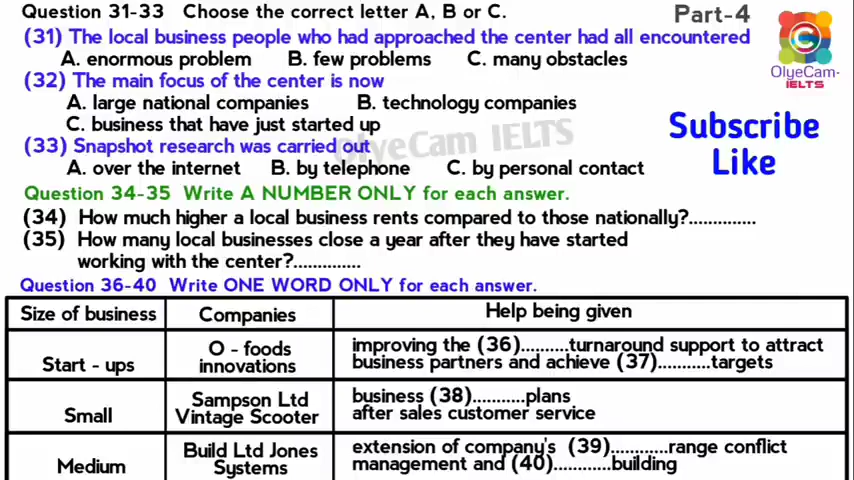 Question 31-33 Choose the correct letter A, B or C.
Part-4
(31) The local business people who had approached the center had all encountered
A. enormous problem B. few problems C. many obstacles
OlyeCam-
IELTS
(32) The main focus of the center is now
A. large national companies B. technology companies
C. business that have just started up
OlyeCam IELTS
Subscribe
Like
(33) Snapshot research was carried out
A. over the internet B. by telephone C. by personal contact
Question 34-35 Write A NUMBER ONLY for each answer.
(34) How much higher a local business rents compared to those nationally?..............
(35) How many local businesses close a year after they have started
working with the center?..............
Question 36-40 Write ONE WORD ONLY for each answer.
Size of business Companies Help being given
Start - ups
O - foods
innovations
improving the (36)..........turnaround support to attract
business partners and achieve (37)...........targets
Small
Sampson Ltd
Vintage Scooter
business (38)...........plans
after sales customer service
Medium
Build Ltd Jones
Systems
extension of company's (39)............range conflict
management and (40)............building